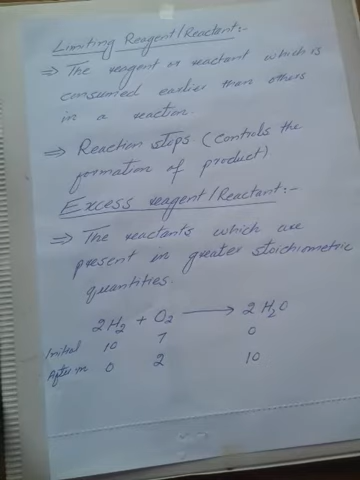 Limiting Reagent/Reactant:-
⇒ The reagent or reactant which is
consumed earlier than others
in a reaction.
⇒ Reaction stops (controls the
formation of product)
Excess reagent/Reactant:-
⇒ The reactants which are
present in greater stoichiometric
quantities.
2H₂ + O₂ → 2H₂O
Initial 10 7 0
After rn 0 2 10